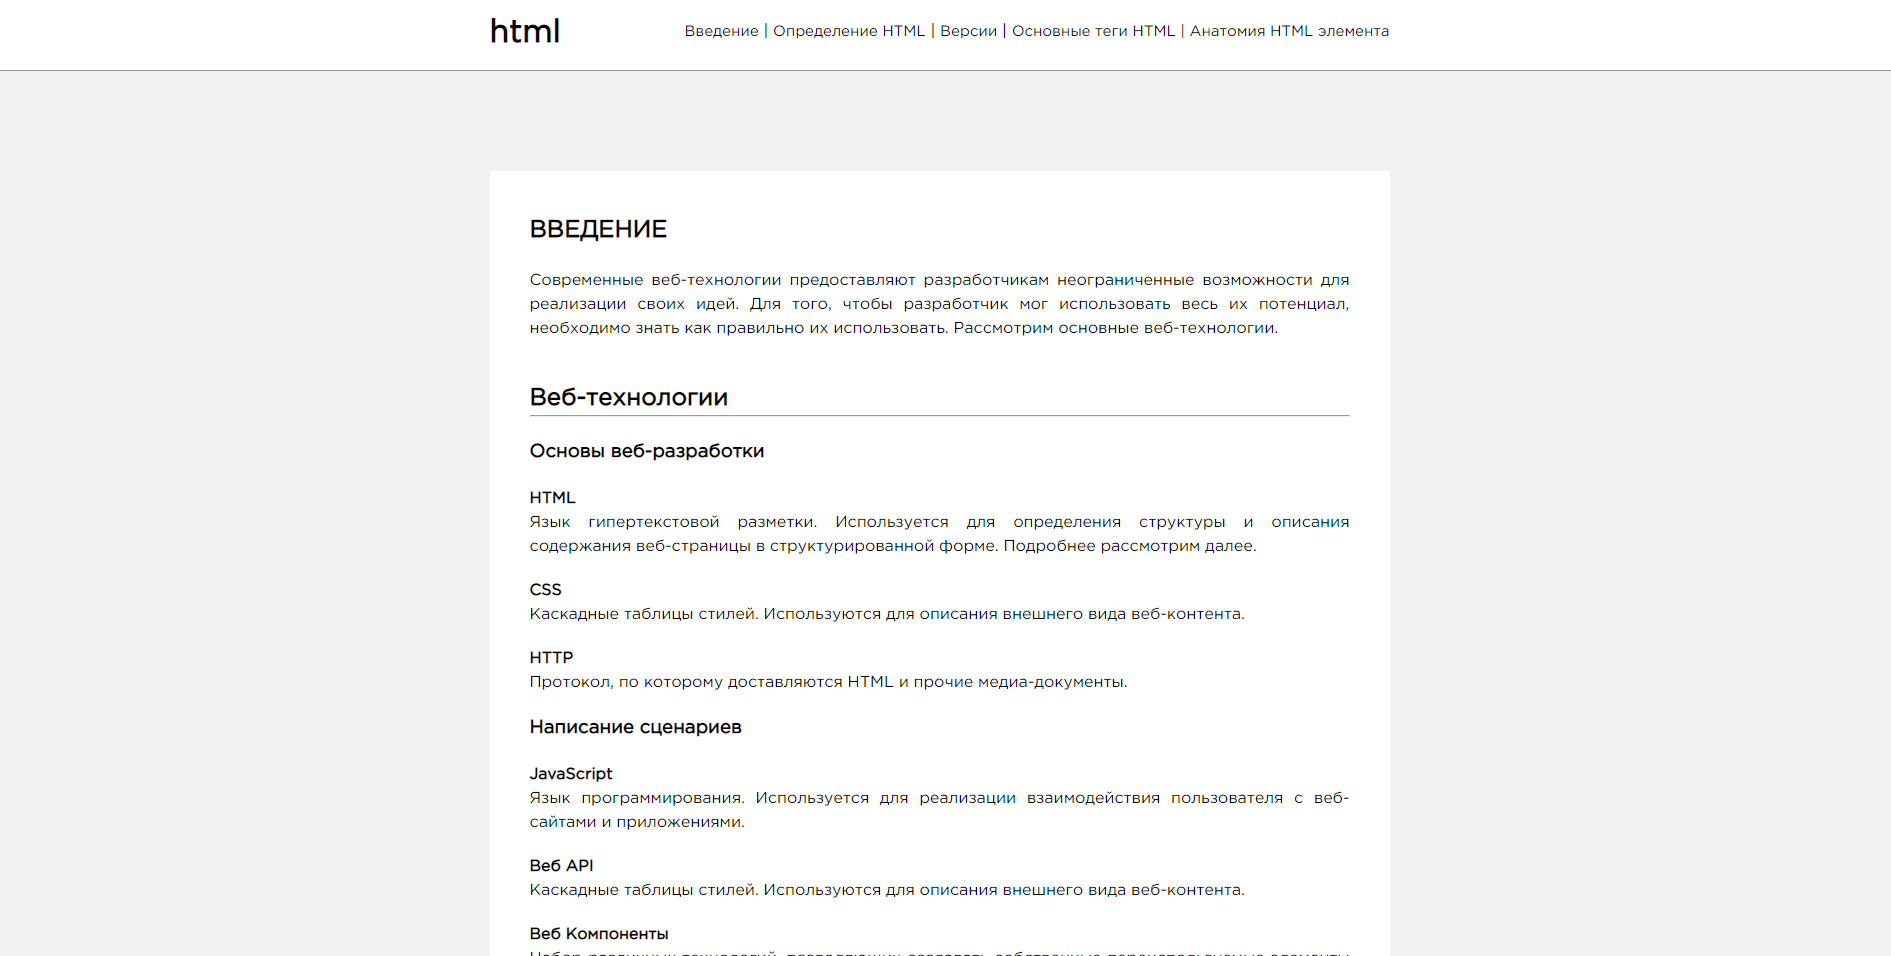 html
Введение | Определение HTML | Версии | Основные теги HTML | Анатомия HTML элемента
ВВЕДЕНИЕ
Современные веб-технологии предоставляют разработчикам неограниченные возможности для
реализации своих идей. Для того, чтобы разработчик мог использовать весь их потенциал,
необходимо знать как правильно их использовать. Рассмотрим основные веб-технологии.
Веб-технологии
Основы веб-разработки
HTML
Язык гипертекстовой разметки. Используется для определения структуры и описания
содержания веб-страницы в структурированной форме. Подробнее рассмотрим далее.
CSS
Каскадные таблицы стилей. Используются для описания внешнего вида веб-контента.
HTTP
Протокол, по которому доставляются HTML и прочие медиа-документы.
Написание сценариев
JavaScript
Язык программирования. Используется для реализации взаимодействия пользователя с веб-
сайтами и приложениями.
Веб API
Каскадные таблицы стилей. Используются для описания внешнего вида веб-контента.
Веб Компоненты